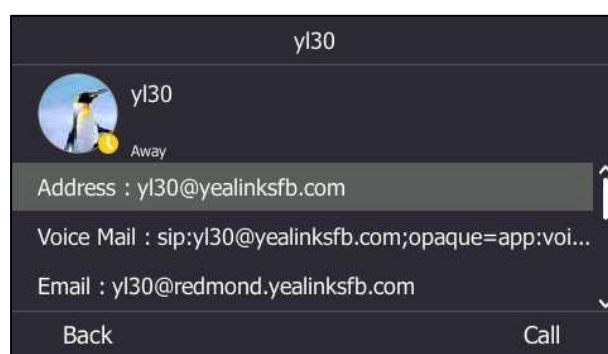 yl30
yl30
Away
Address : yl30@yealinksfb.com
Voice Mail : sip:yl30@yealinksfb.com;opaque=app:voi...
Email : yl30@redmond.yealinksfb.com
Back Call